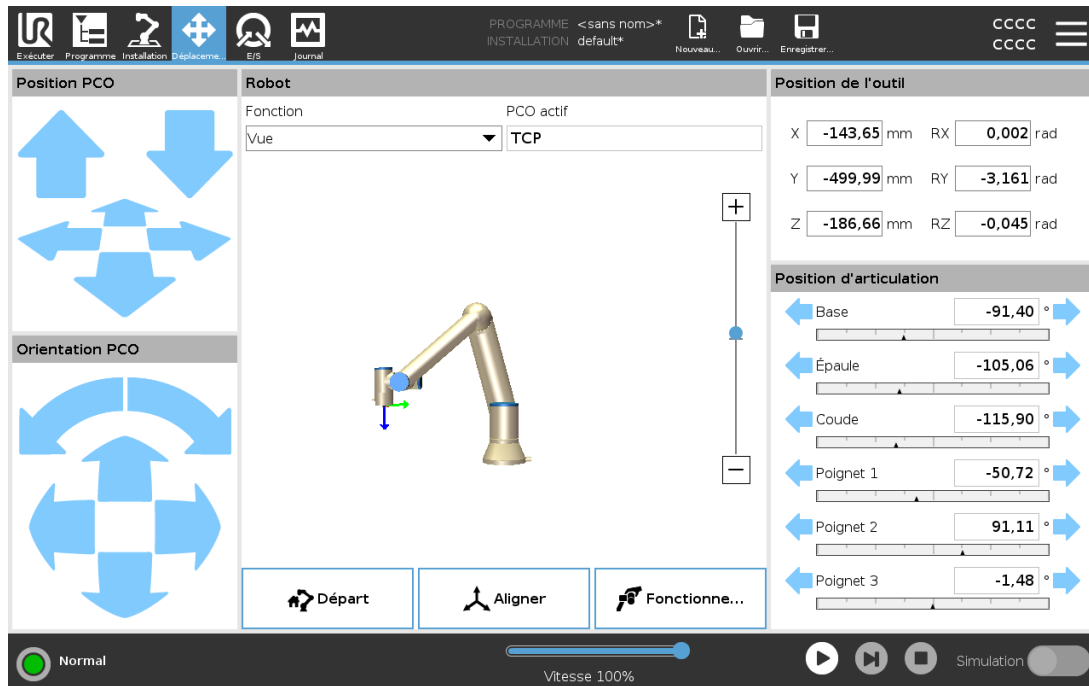 UR
Exécuter
Programme
Installation
Déplaceme...
E/S
Journal
PROGRAMME <sans nom>*
INSTALLATION default*
Nouveau...
Ouvrir...
Enregistrer...
CCCC
CCCC
Position PCO
Orientation PCO
Robot
Fonction
PCO actif
Vue
TCP
+
−
Départ
Aligner
Fonctionne...
Position de l'outil
X -143,65 mm RX 0,002 rad
Y -499,99 mm RY -3,161 rad
Z -186,66 mm RZ -0,045 rad
Position d'articulation
Base -91,40 °
Épaule -105,06 °
Coude -115,90 °
Poignet 1 -50,72 °
Poignet 2 91,11 °
Poignet 3 -1,48 °
Normal
Vitesse 100%
Simulation